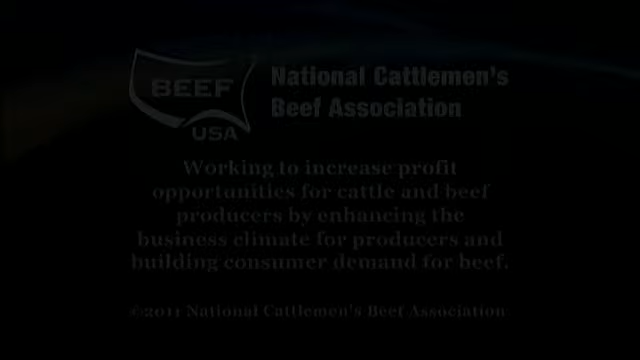 BEEF
USA
National Cattlemen's
Beef Association
Working to increase profit
opportunities for cattle and beef
producers by enhancing the
business climate for producers and
building consumer demand for beef.
©2011 National Cattlemen's Beef Association